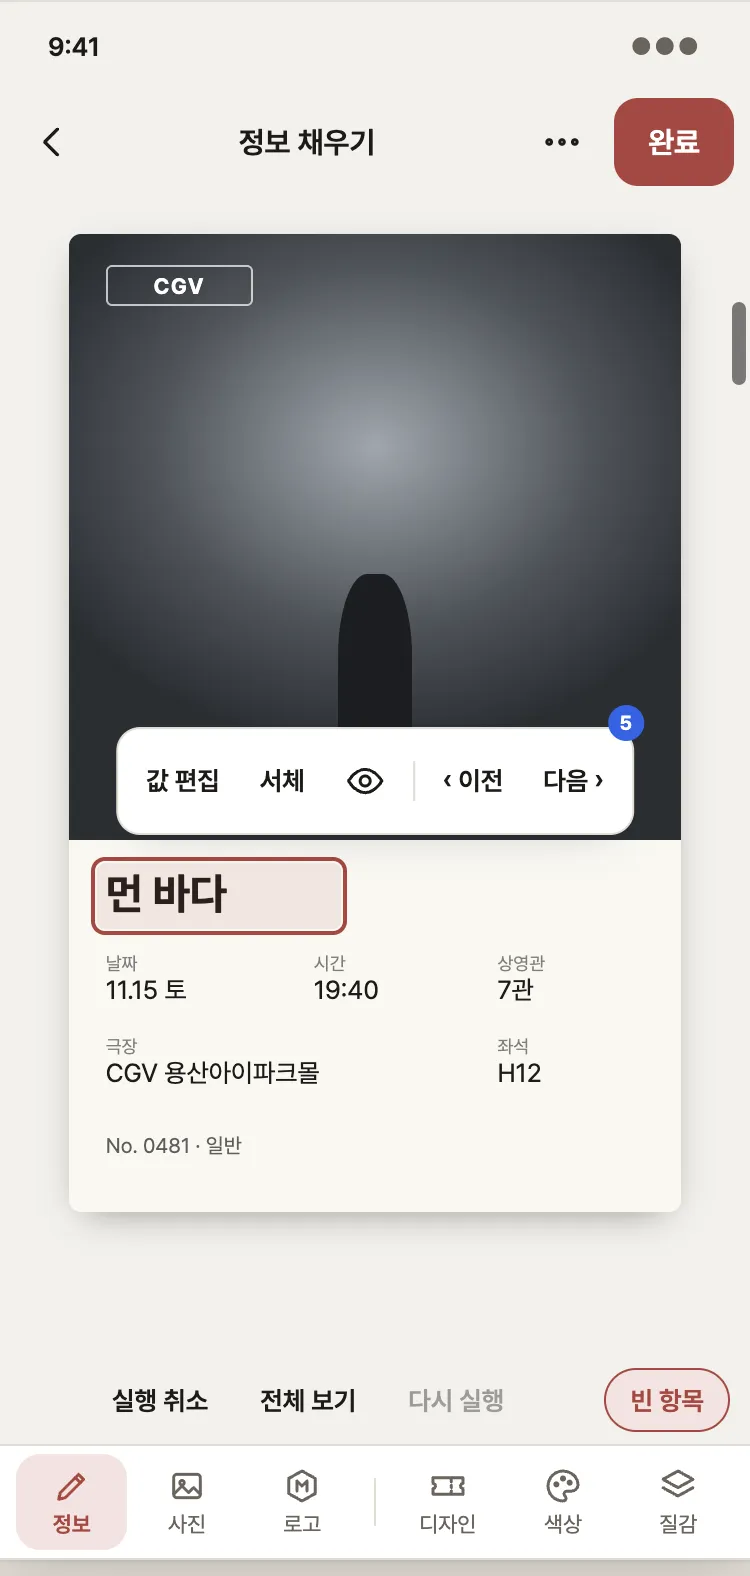 9:41
정보 채우기
완료
CGV
5
값 편집 서체 ‹ 이전 다음 ›
먼 바다
날짜 시간 상영관
11.15 토 19:40 7관
극장 좌석
CGV 용산아이파크몰 H12
No. 0481 · 일반
실행 취소 전체 보기 다시 실행 빈 항목
정보 사진 로고 디자인 색상 질감